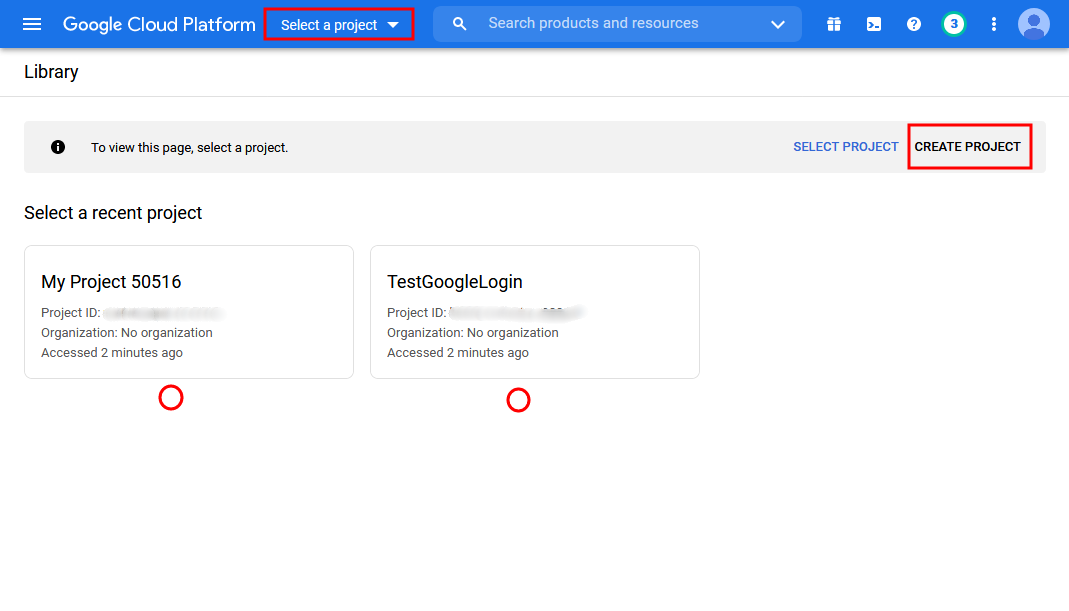 Google Cloud Platform Select a project Search products and resources 3
Library
To view this page, select a project. SELECT PROJECT CREATE PROJECT
Select a recent project
My Project 50516
Project ID:
Organization: No organization
Accessed 2 minutes ago
TestGoogleLogin
Project ID:
Organization: No organization
Accessed 2 minutes ago